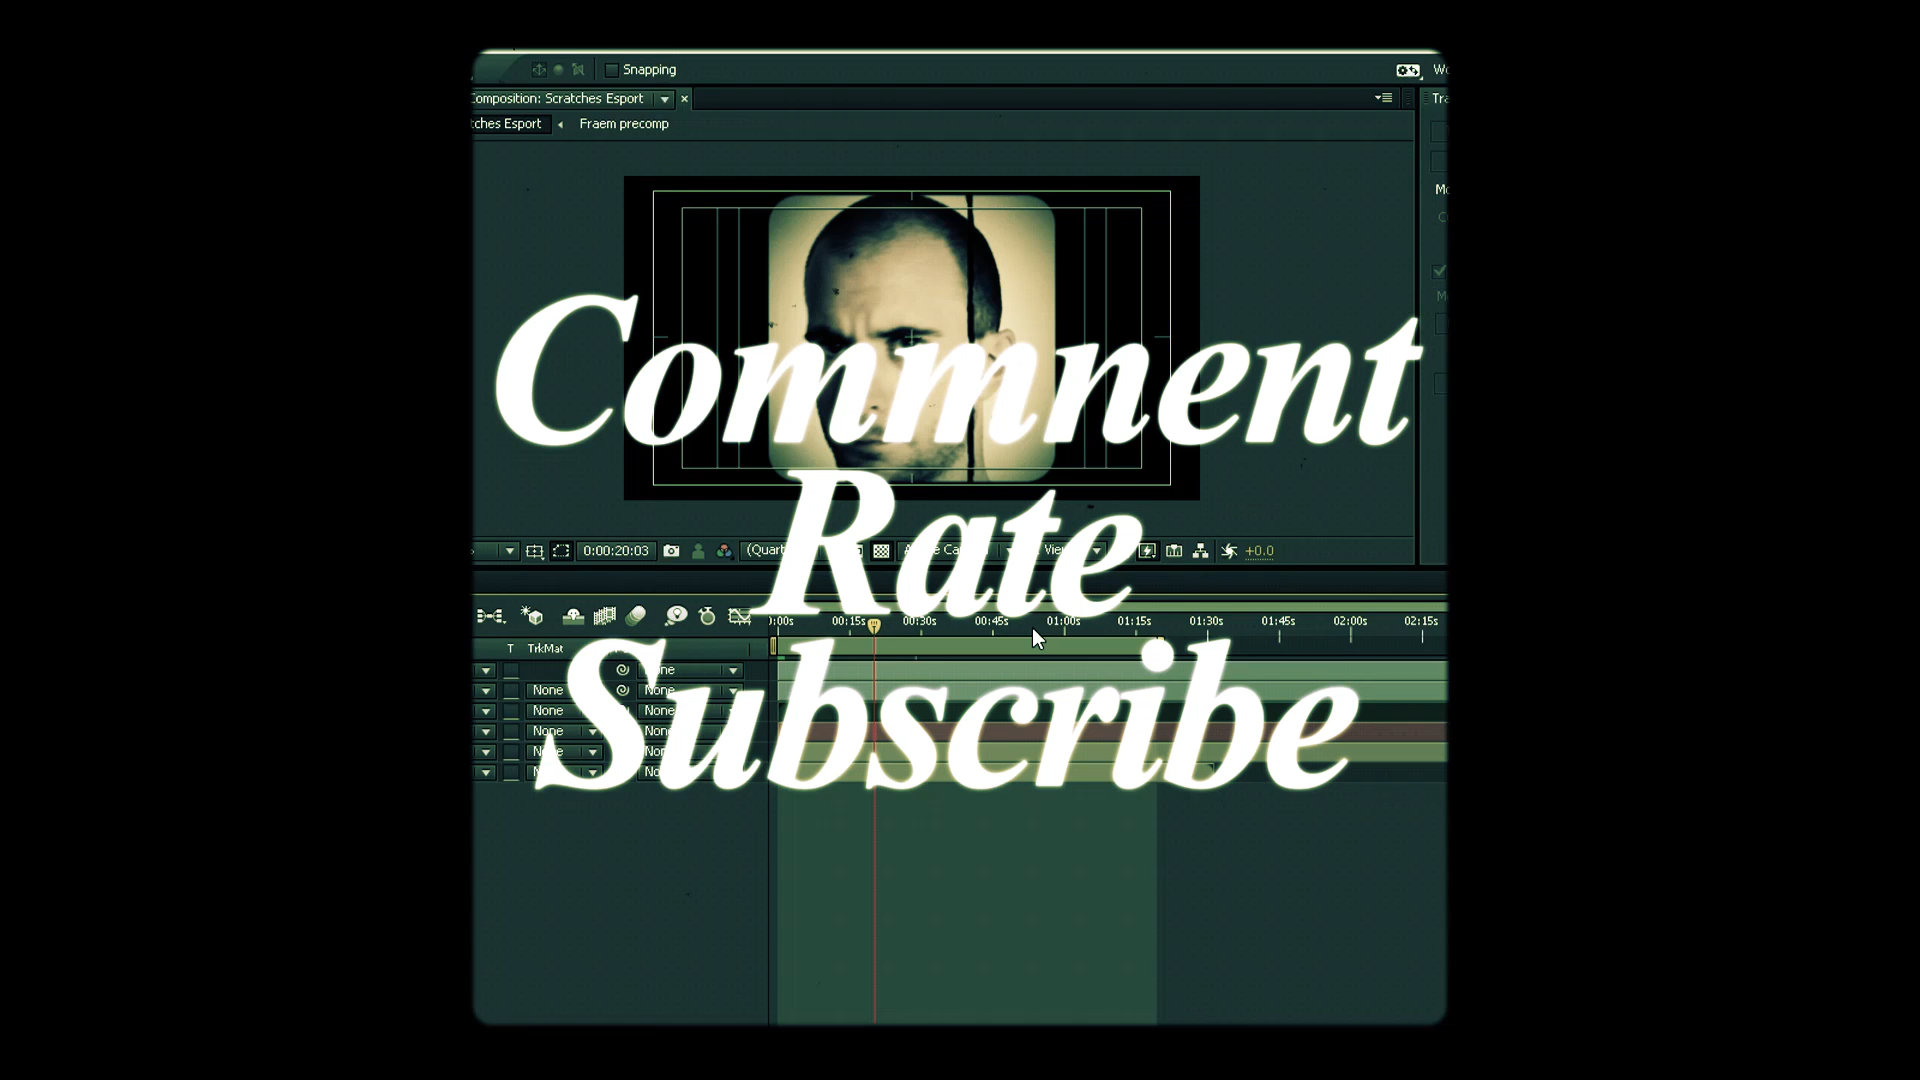 Snapping
Composition: Scratches Esport
Fraem precomp
Esport
0:00:20:03
+0.0
Commnent
Rate
Subscribe
00:15s 00:30s 00:45s 01:00s 01:15s 01:30s 01:45s 02:00s 02:15s
T TrkMat
None None
None None
None